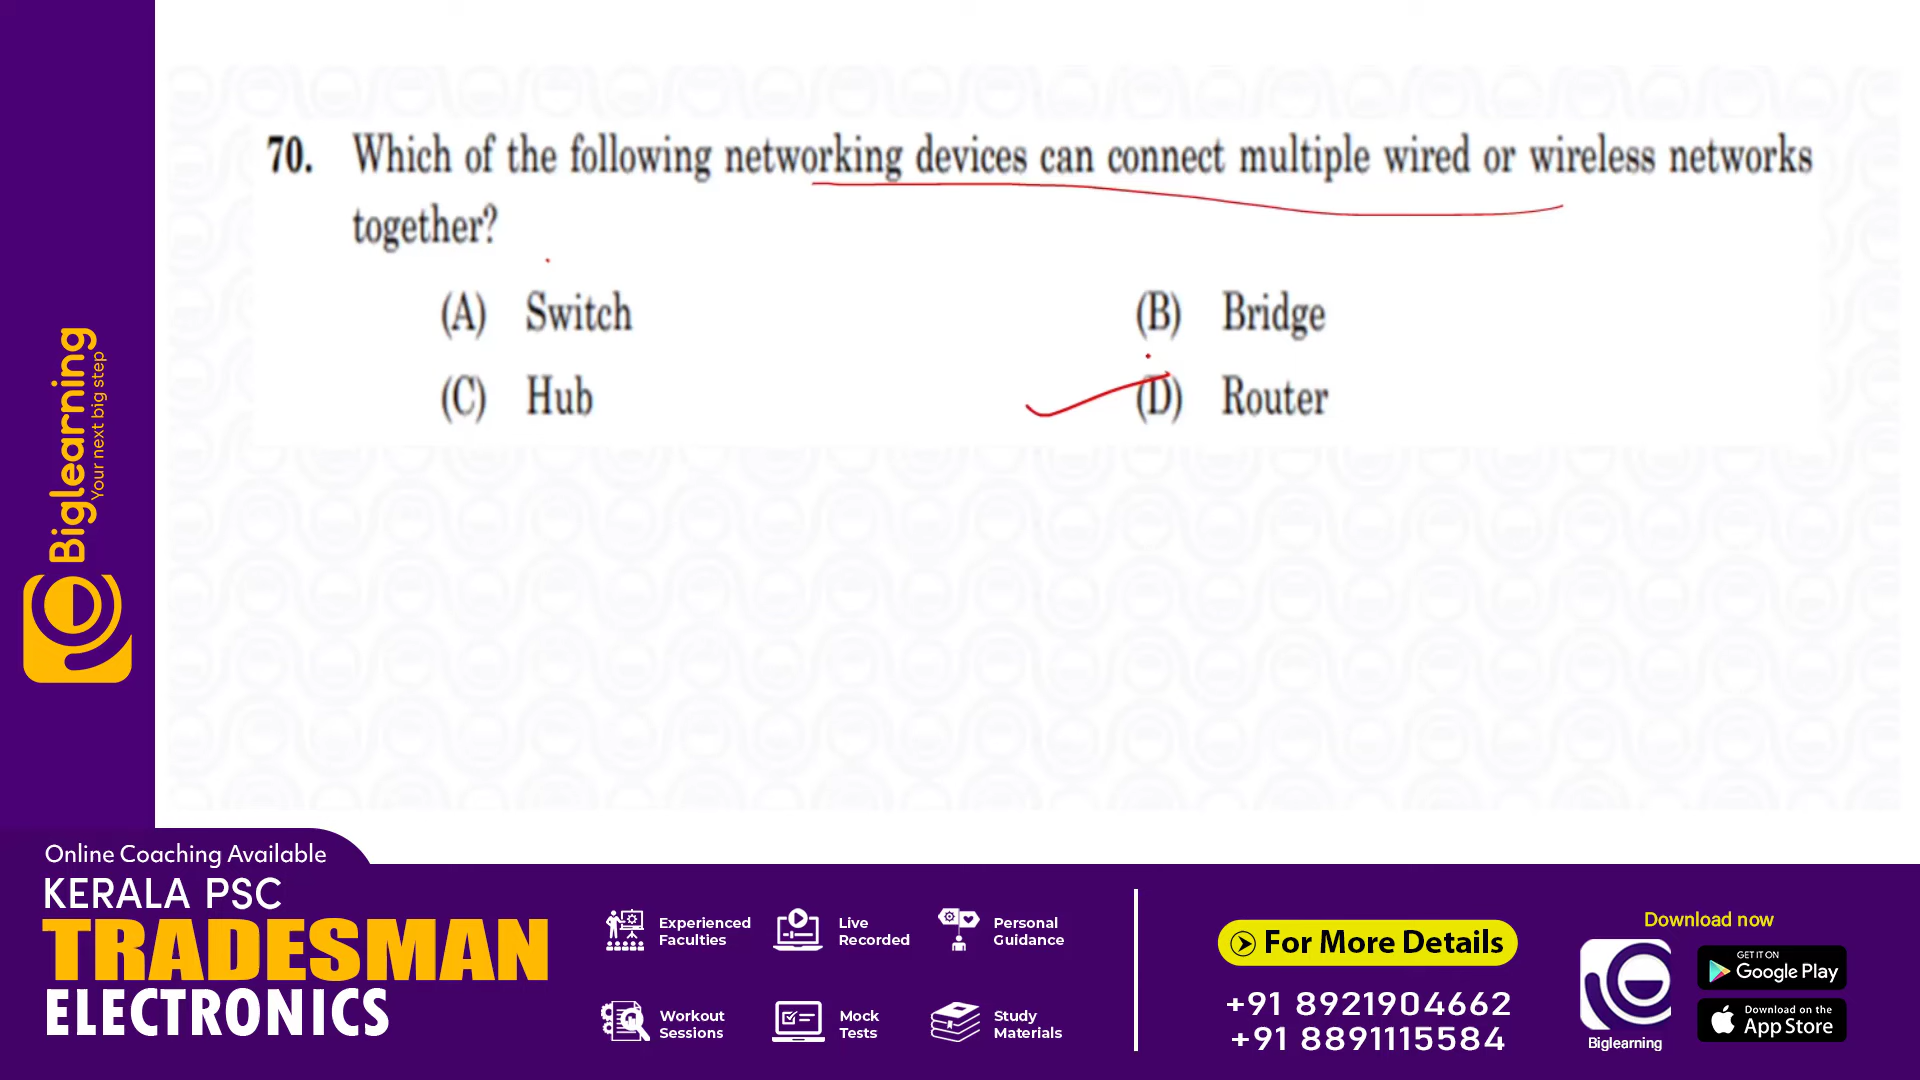 70. Which of the following networking devices can connect multiple wired or wireless networks
together?
(A) Switch
(B) Bridge
(C) Hub
(D) Router
Biglearning
Your next big step
Online Coaching Available
KERALA PSC
TRADESMAN
ELECTRONICS
Experienced
Faculties
Live
Recorded
Personal
Guidance
Workout
Sessions
Mock
Tests
Study
Materials
For More Details
+91 8921904662
+91 8891115584
Download now
Biglearning
GET IT ON
Google Play
Download on the
App Store